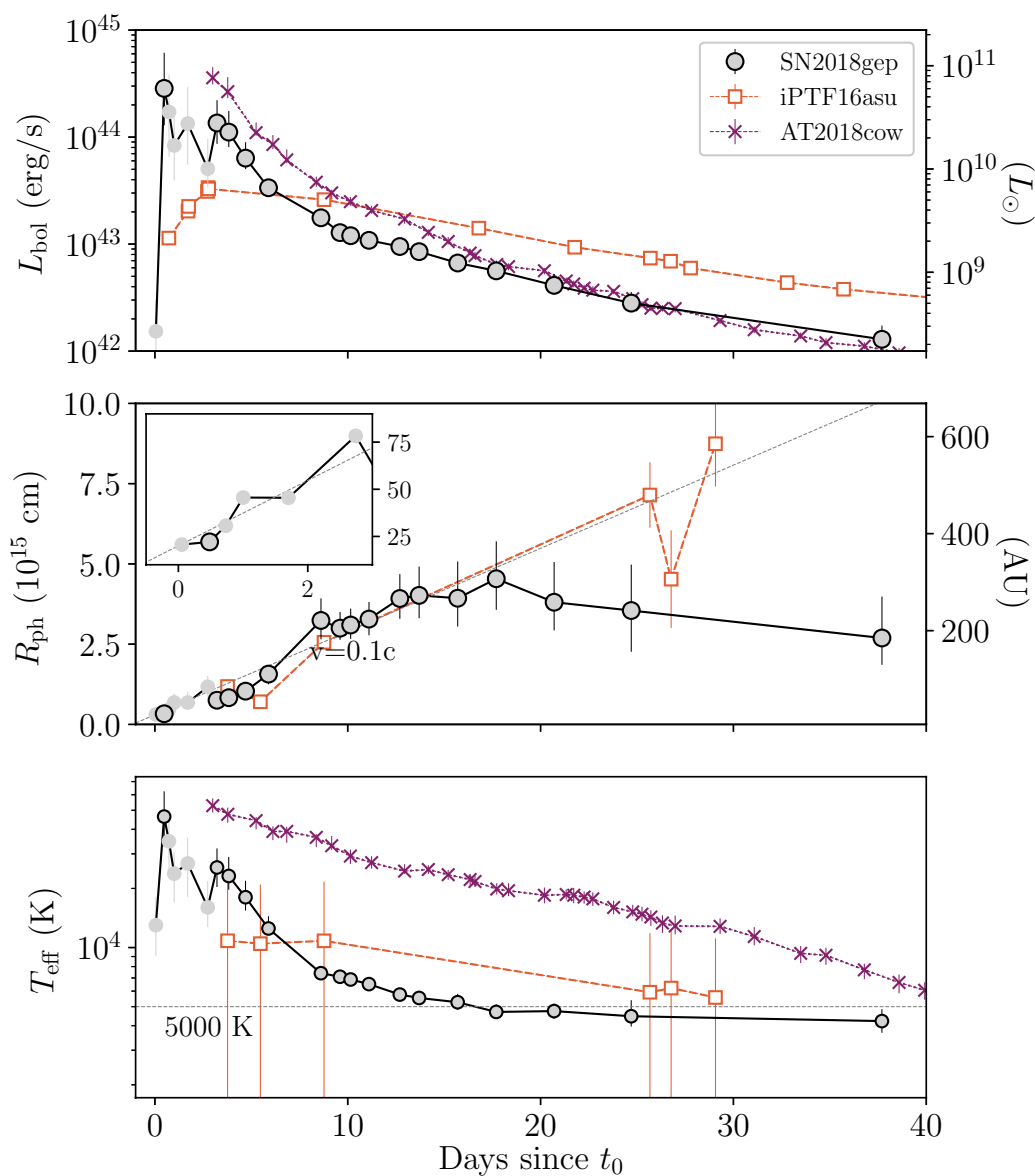 10^45
10^44
10^43
10^42
L_bol (erg/s)
SN2018gep
iPTF16asu
AT2018cow
10^11
10^10
10^9
(L_⊙)
10.0
7.5
5.0
2.5
0.0
R_ph (10^15 cm)
75
50
25
0 2
v=0.1c
600
400
200
(AU)
10^4
T_eff (K)
5000 K
0 10 20 30 40
Days since t_0